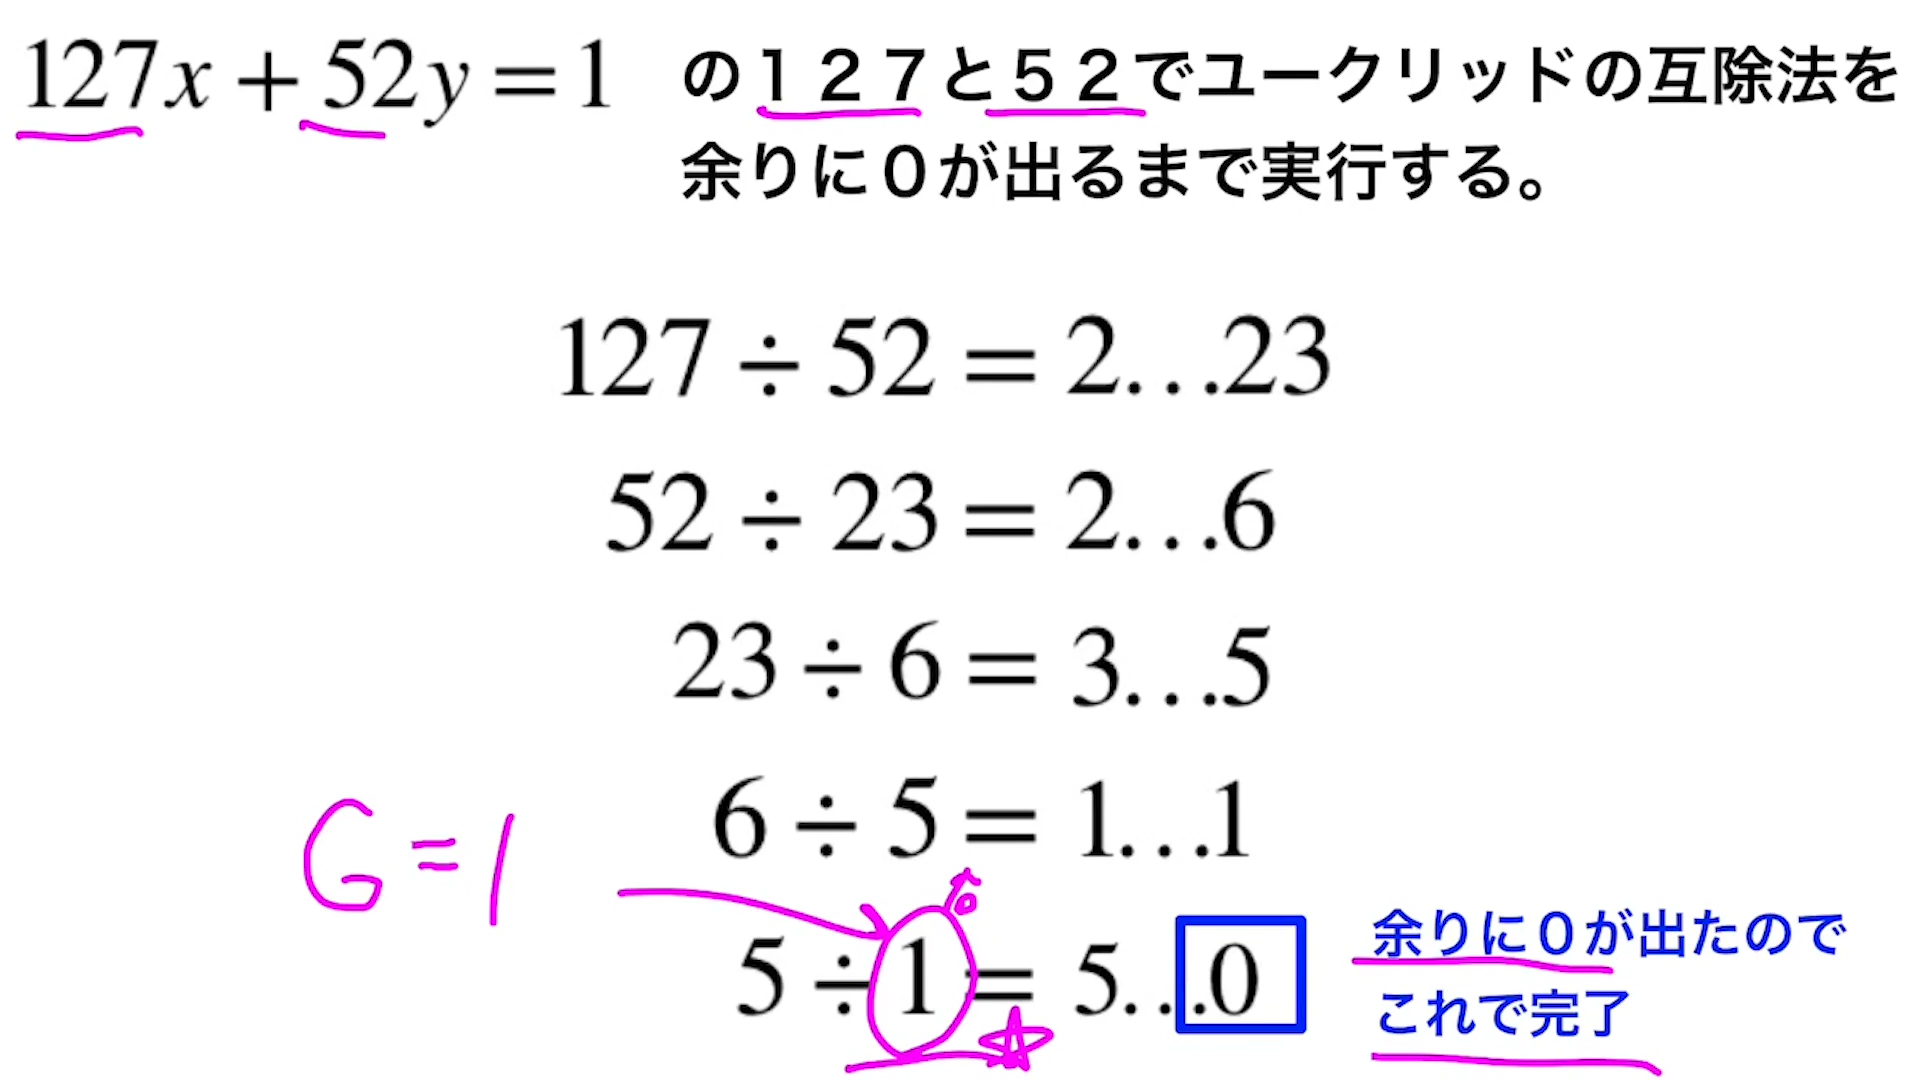 127x + 52y = 1 の１２７と５２でユークリッドの互除法を
余りに０が出るまで実行する。
127 ÷ 52 = 2…23
52 ÷ 23 = 2…6
23 ÷ 6 = 3…5
6 ÷ 5 = 1…1
G = 1
5 ÷ 1 = 5…0
余りに０が出たので
これで完了